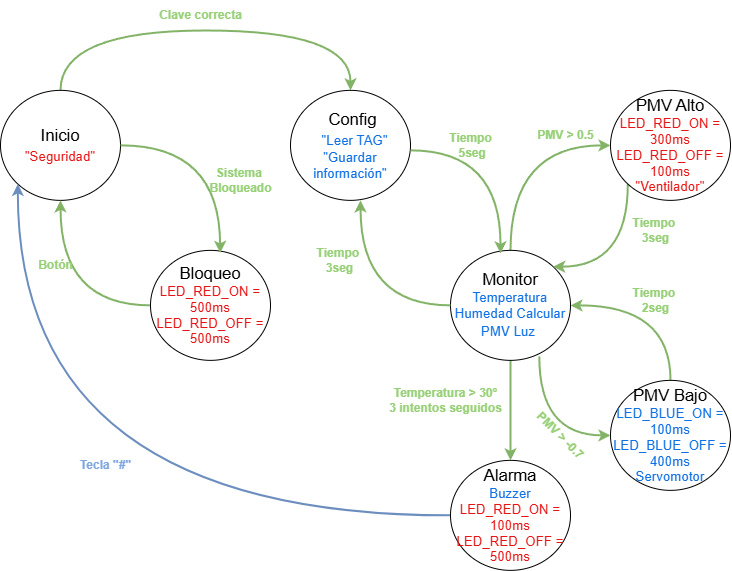 Clave correcta
Inicio
"Seguridad"
Config
"Leer TAG"
"Guardar
información"
PMV Alto
LED_RED_ON =
300ms
LED_RED_OFF =
100ms
"Ventilador"
Tiempo
5seg
PMV > 0.5
Sistema
Bloqueado
Tiempo
3seg
Tiempo
3seg
Botón
Bloqueo
LED_RED_ON =
500ms
LED_RED_OFF =
500ms
Monitor
Temperatura
Humedad Calcular
PMV Luz
Tiempo
2seg
Temperatura > 30º
3 intentos seguidos
PMV > -0.7
PMV Bajo
LED_BLUE_ON =
100ms
LED_BLUE_OFF =
400ms
Servomotor
Tecla "#"
Alarma
Buzzer
LED_RED_ON =
100ms
LED_RED_OFF =
500ms